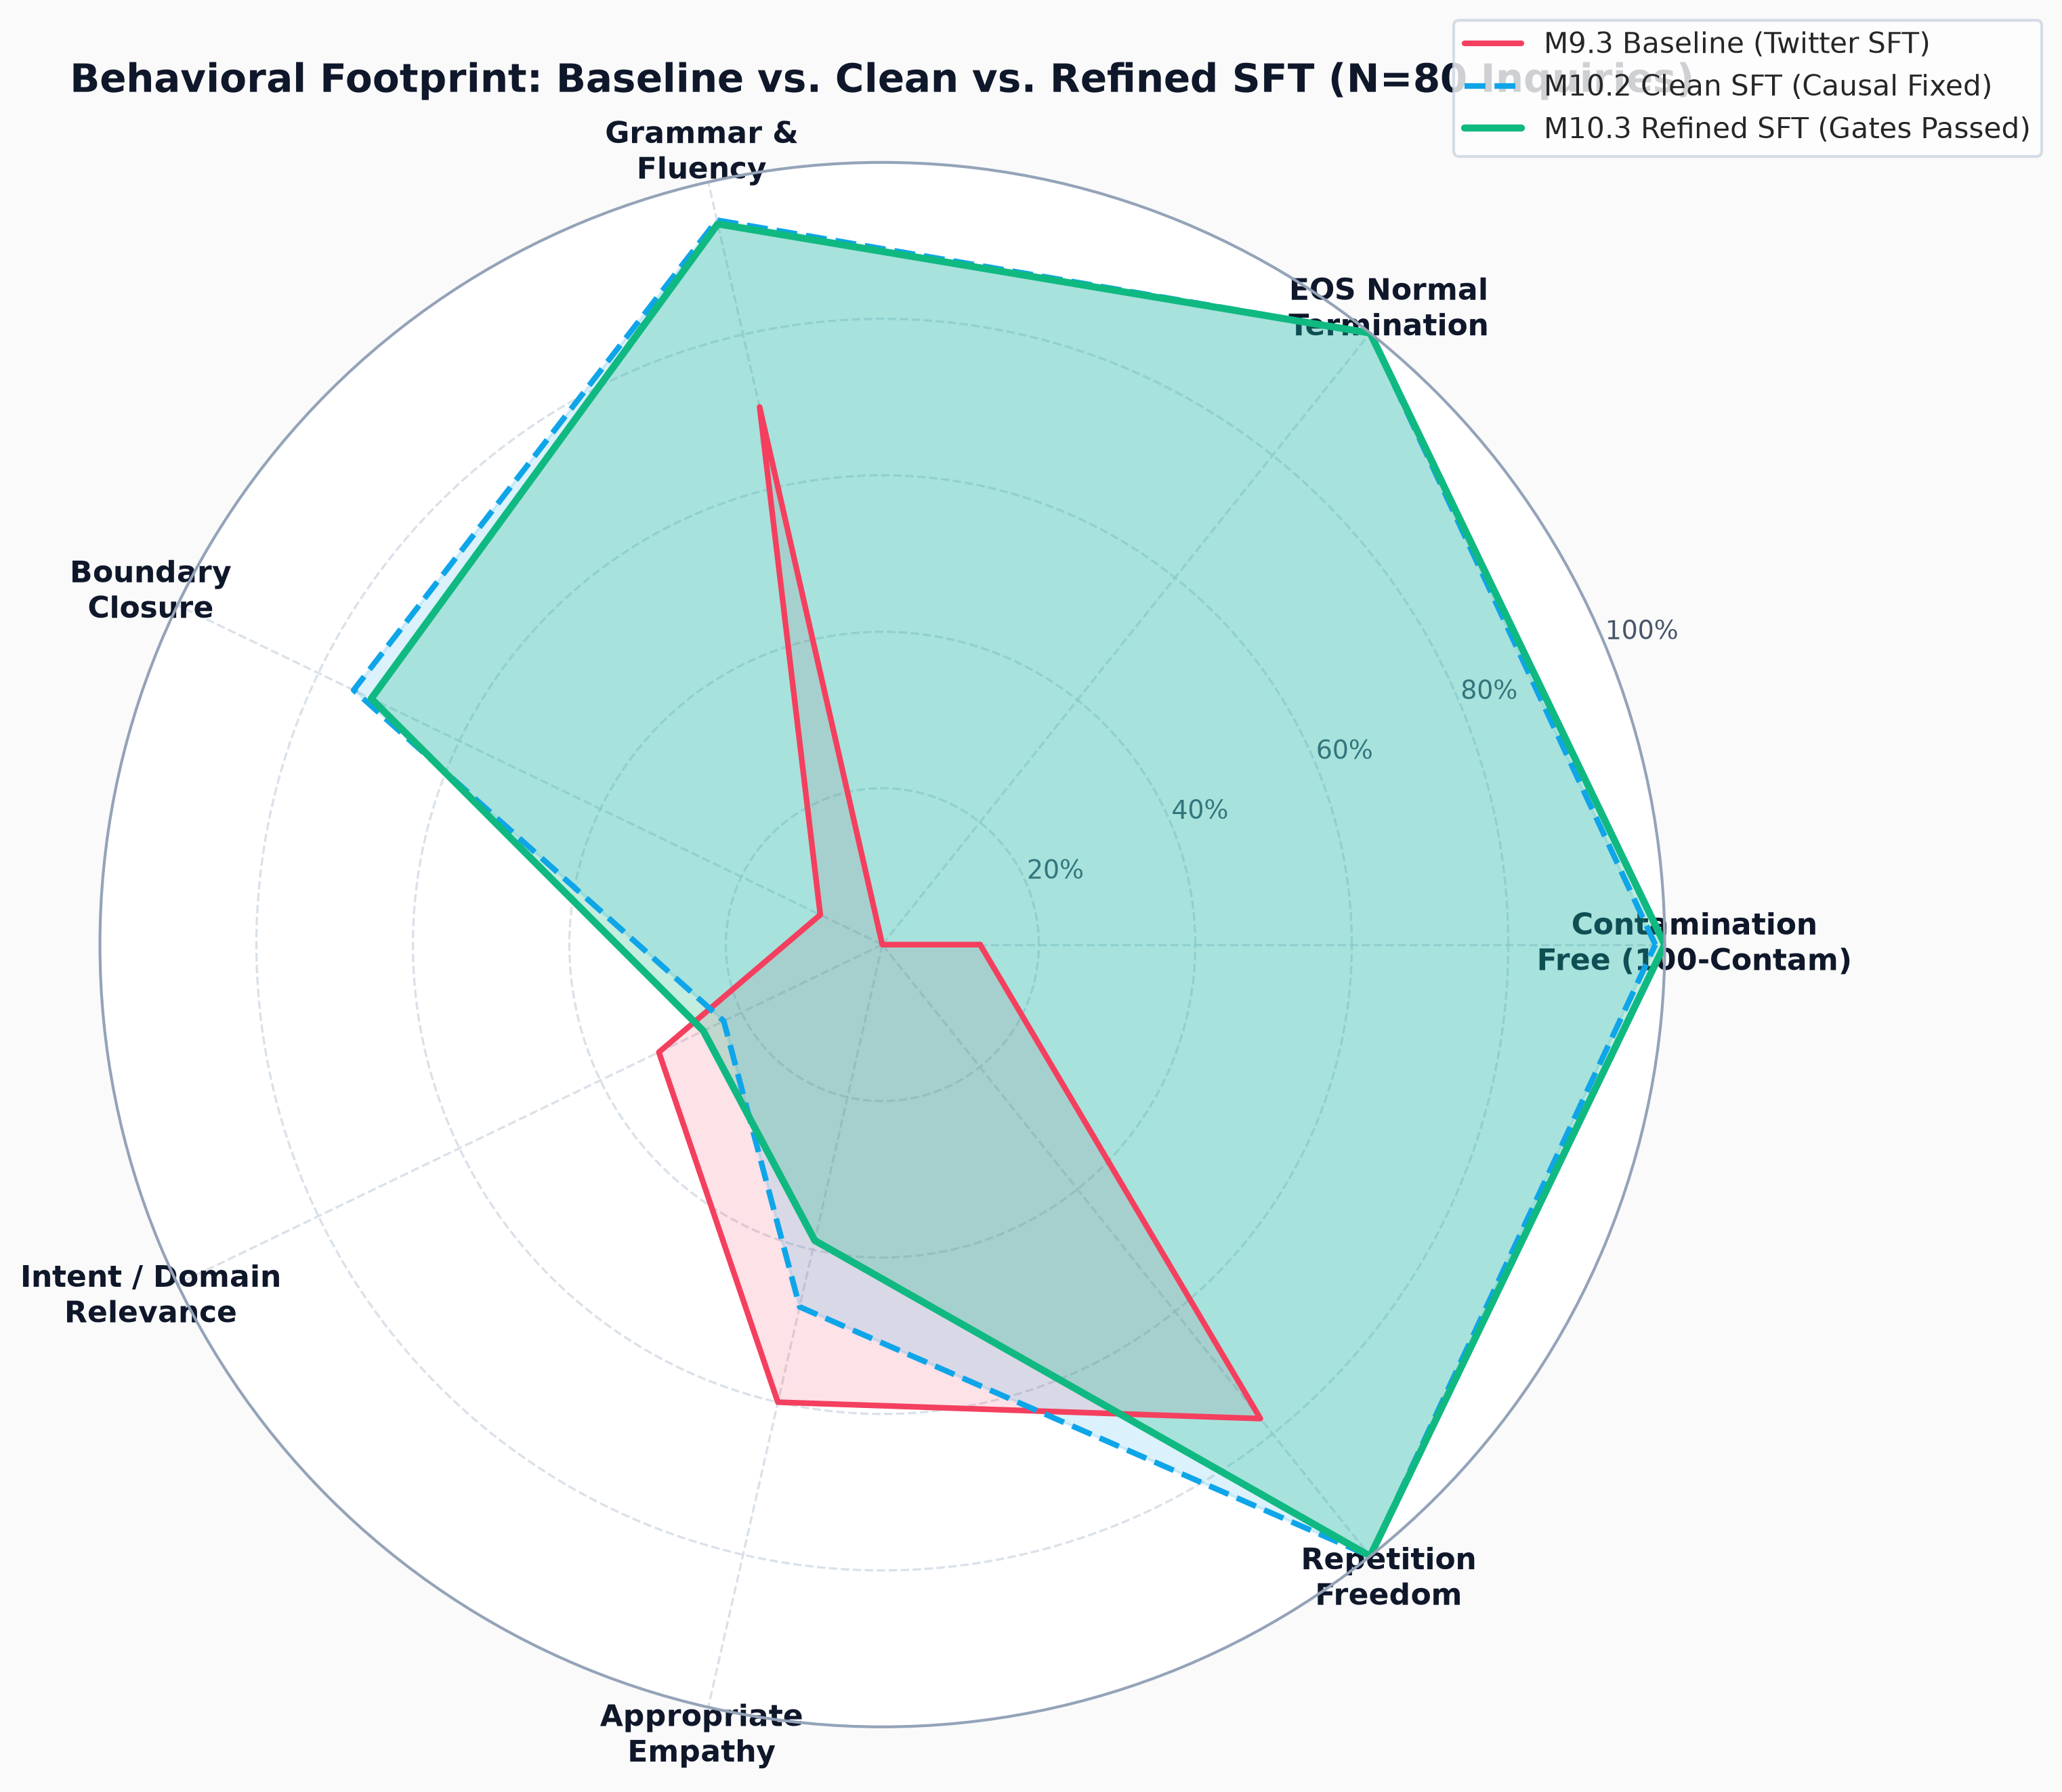 Behavioral Footprint: Baseline vs. Clean vs. Refined SFT (N=80 Inquiries)
M9.3 Baseline (Twitter SFT)
M10.2 Clean SFT (Causal Fixed)
M10.3 Refined SFT (Gates Passed)
Grammar &
Fluency
EOS Normal
Termination
Boundary
Closure
100%
80%
60%
40%
20%
Contamination
Free (100-Contam)
Intent / Domain
Relevance
Repetition
Freedom
Appropriate
Empathy